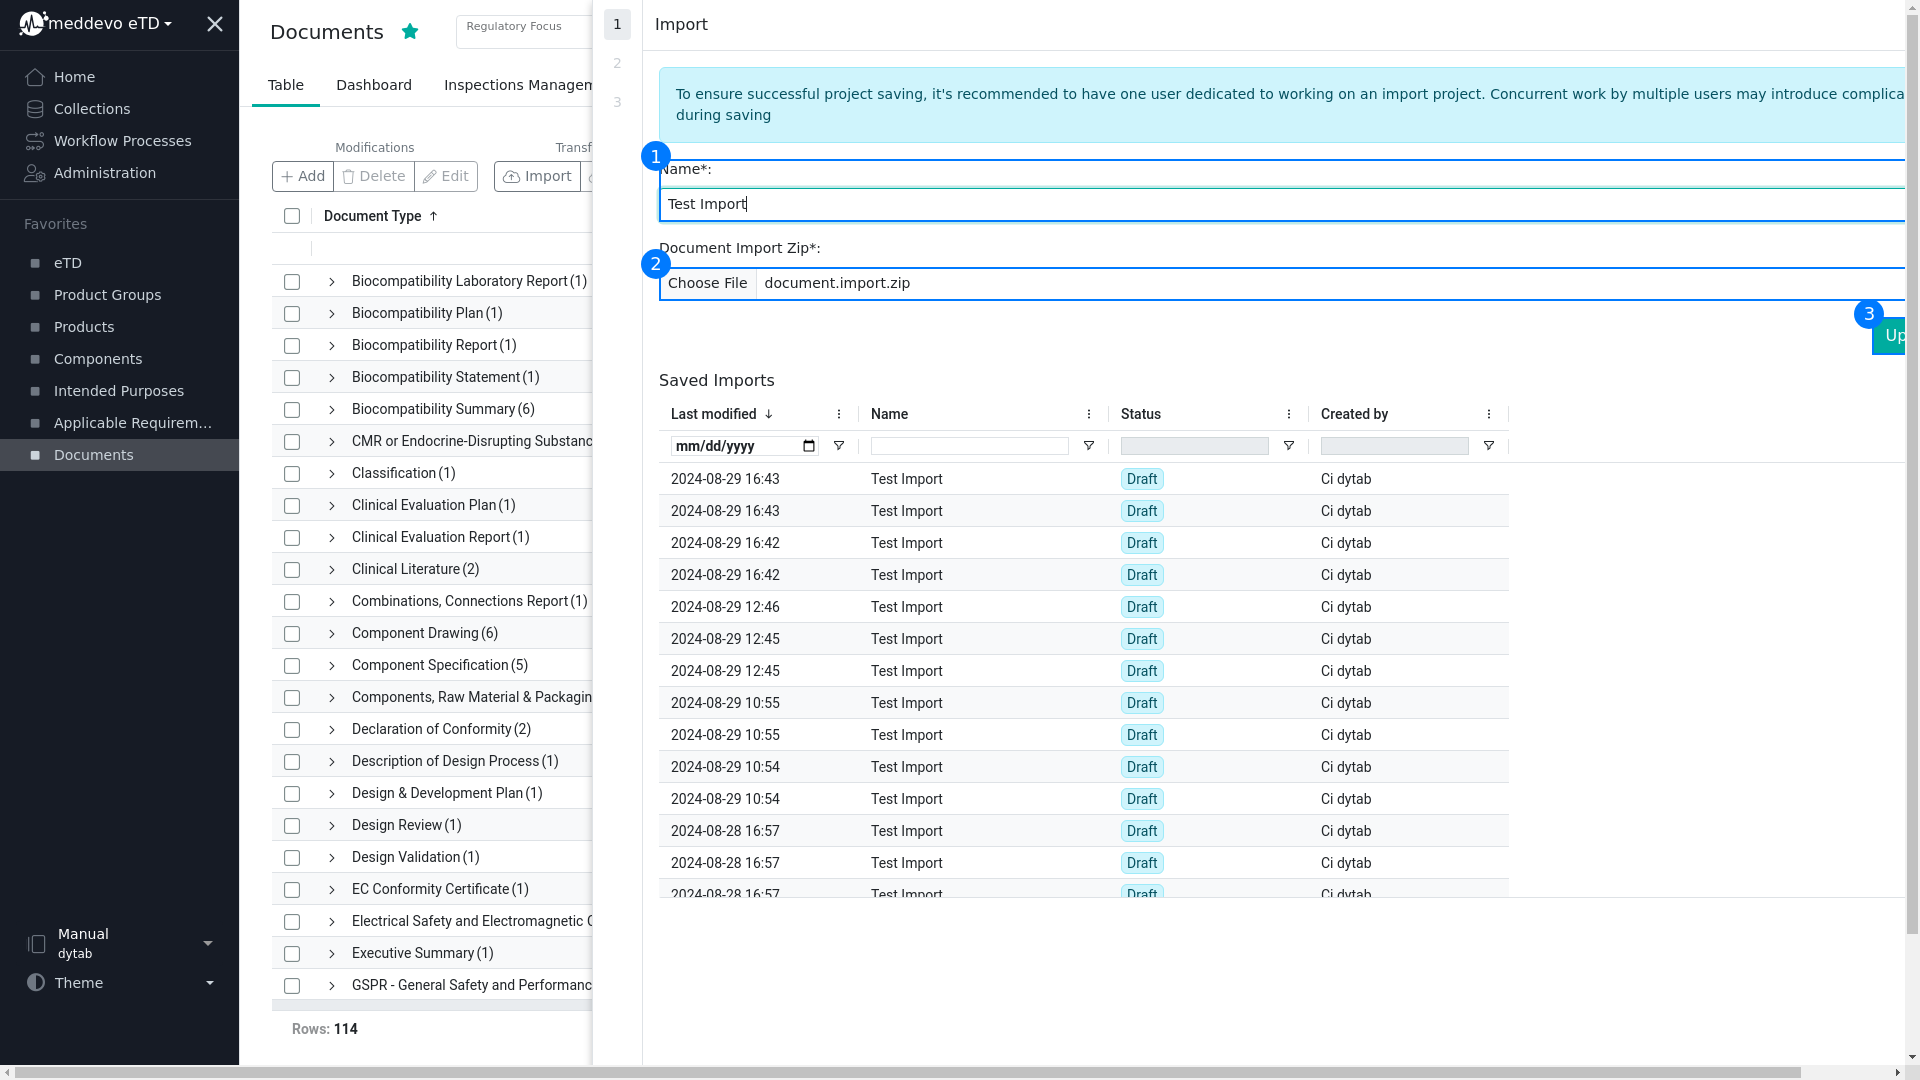 meddevo eTD
Home
Collections
Workflow Processes
Administration
Favorites
eTD
Product Groups
Products
Components
Intended Purposes
Applicable Requirem...
Documents
Manual
dytab
Theme
Documents
Regulatory Focus
Table
Dashboard
Inspections Managem
Modifications
Transf
Add
Delete
Edit
Import
Document Type
Biocompatibility Laboratory Report (1)
Biocompatibility Plan (1)
Biocompatibility Report (1)
Biocompatibility Statement (1)
Biocompatibility Summary (6)
CMR or Endocrine-Disrupting Substanc
Classification (1)
Clinical Evaluation Plan (1)
Clinical Evaluation Report (1)
Clinical Literature (2)
Combinations, Connections Report (1)
Component Drawing (6)
Component Specification (5)
Components, Raw Material & Packagin
Declaration of Conformity (2)
Description of Design Process (1)
Design & Development Plan (1)
Design Review (1)
Design Validation (1)
EC Conformity Certificate (1)
Electrical Safety and Electromagnetic C
Executive Summary (1)
GSPR - General Safety and Performanc
Rows: 114
1
2
3
Import
To ensure successful project saving, it's recommended to have one user dedicated to working on an import project. Concurrent work by multiple users may introduce complica
during saving
1
Name*:
Test Import
Document Import Zip*:
2
Choose File document.import.zip
3
Up
Saved Imports
Last modified Name Status Created by
mm/dd/yyyy
2024-08-29 16:43 Test Import Draft Ci dytab
2024-08-29 16:43 Test Import Draft Ci dytab
2024-08-29 16:42 Test Import Draft Ci dytab
2024-08-29 16:42 Test Import Draft Ci dytab
2024-08-29 12:46 Test Import Draft Ci dytab
2024-08-29 12:45 Test Import Draft Ci dytab
2024-08-29 12:45 Test Import Draft Ci dytab
2024-08-29 10:55 Test Import Draft Ci dytab
2024-08-29 10:55 Test Import Draft Ci dytab
2024-08-29 10:54 Test Import Draft Ci dytab
2024-08-29 10:54 Test Import Draft Ci dytab
2024-08-28 16:57 Test Import Draft Ci dytab
2024-08-28 16:57 Test Import Draft Ci dytab
2024-08-28 16:57 Test Import Draft Ci dytab